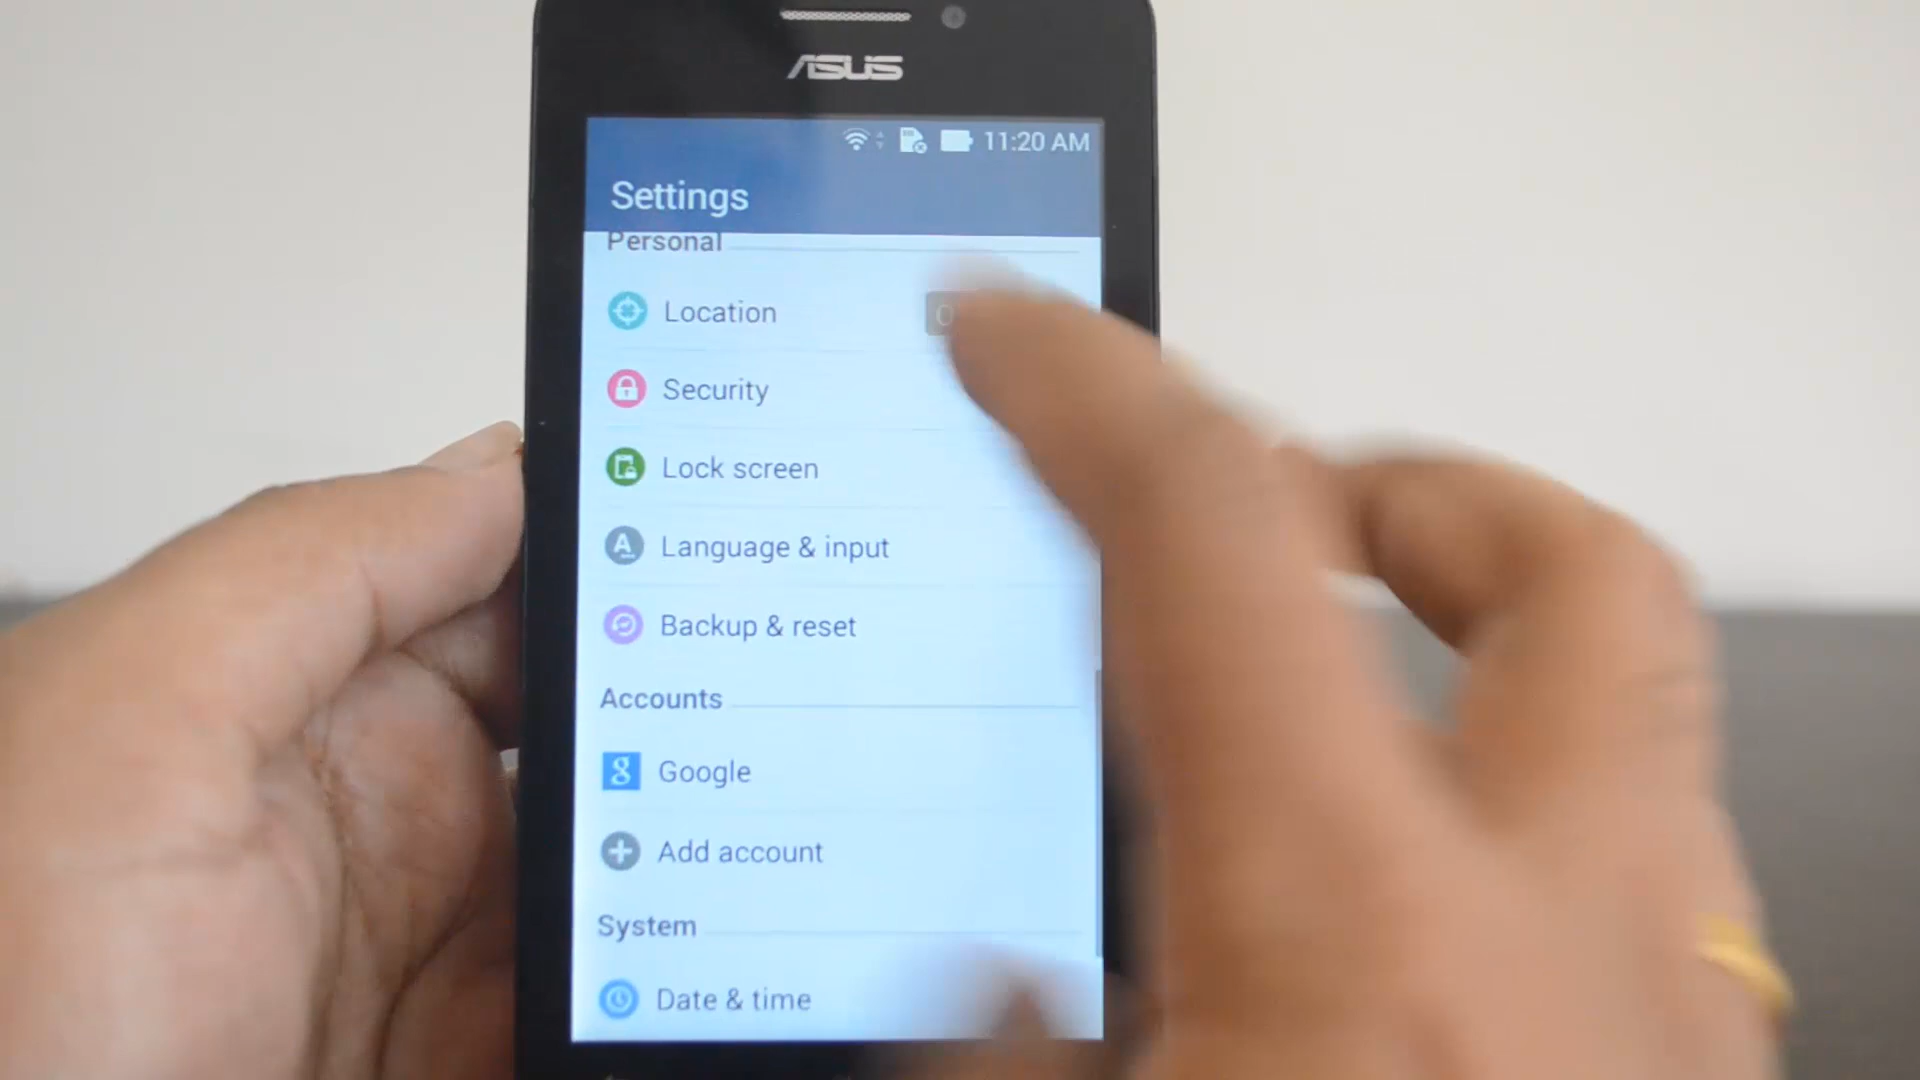 ASUS
11:20 AM
Settings
Personal
Location
Security
Lock screen
Language & input
Backup & reset
Accounts
Google
Add account
System
Date & time